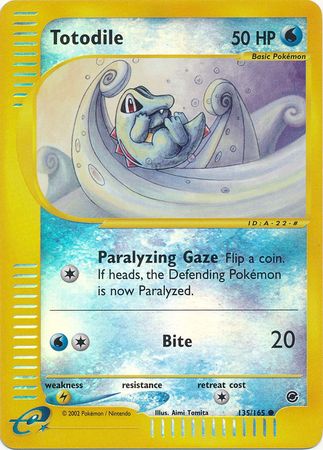 Totodile 50 HP
Basic Pokémon
ID:A-22-#
Paralyzing Gaze Flip a coin.
If heads, the Defending Pokémon
is now Paralyzed.
Bite 20
weakness resistance retreat cost
© 2002 Pokémon / Nintendo Illus. Aimi Tomita 135/165 ●
e